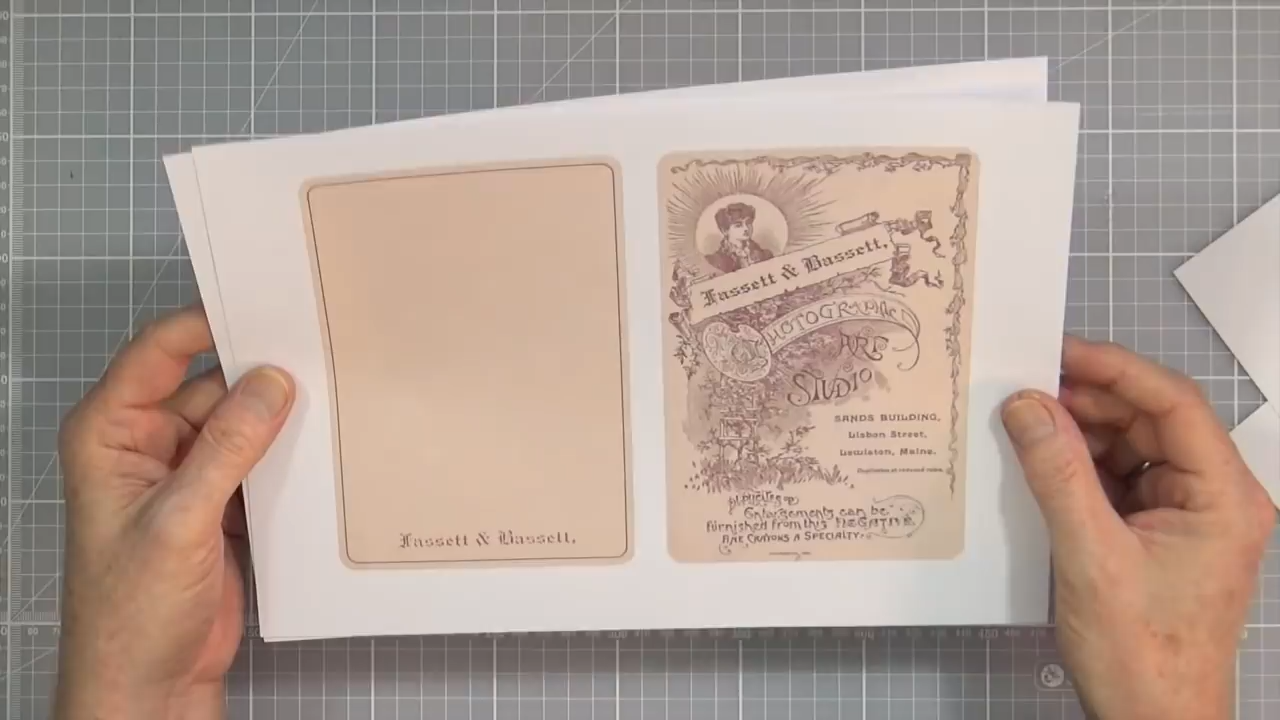 Fassett & Bassett,
Fassett & Bassett,
PHOTOGRAPHIC
ART
STUDIO
SANDS BUILDING,
Lisbon Street,
Lewiston, Maine.
Duplicates at reduced rates.
DUPLICATES OR
Enlargements can be
furnished from this NEGATIVE
FINE CRAYONS A SPECIALTY.